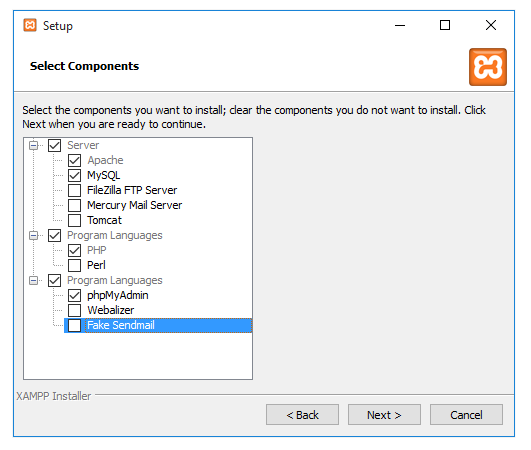 Setup
Select Components
Select the components you want to install; clear the components you do not want to install. Click
Next when you are ready to continue.
Server
Apache
MySQL
FileZilla FTP Server
Mercury Mail Server
Tomcat
Program Languages
PHP
Perl
Program Languages
phpMyAdmin
Webalizer
Fake Sendmail
XAMPP Installer
< Back
Next >
Cancel